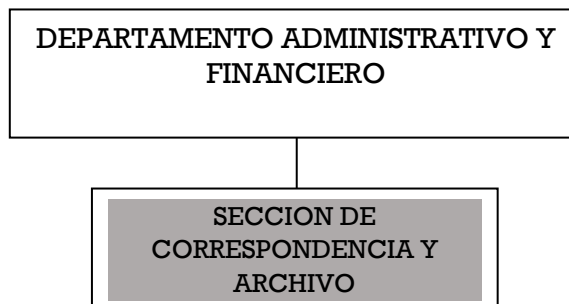 DEPARTAMENTO ADMINISTRATIVO Y
FINANCIERO
SECCION DE
CORRESPONDENCIA Y
ARCHIVO